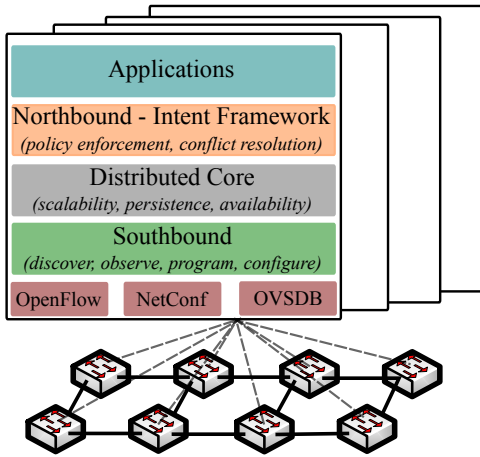 Applications
Northbound - Intent Framework
(policy enforcement, conflict resolution)
Distributed Core
(scalability, persistence, availability)
Southbound
(discover, observe, program, configure)
OpenFlow NetConf OVSDB